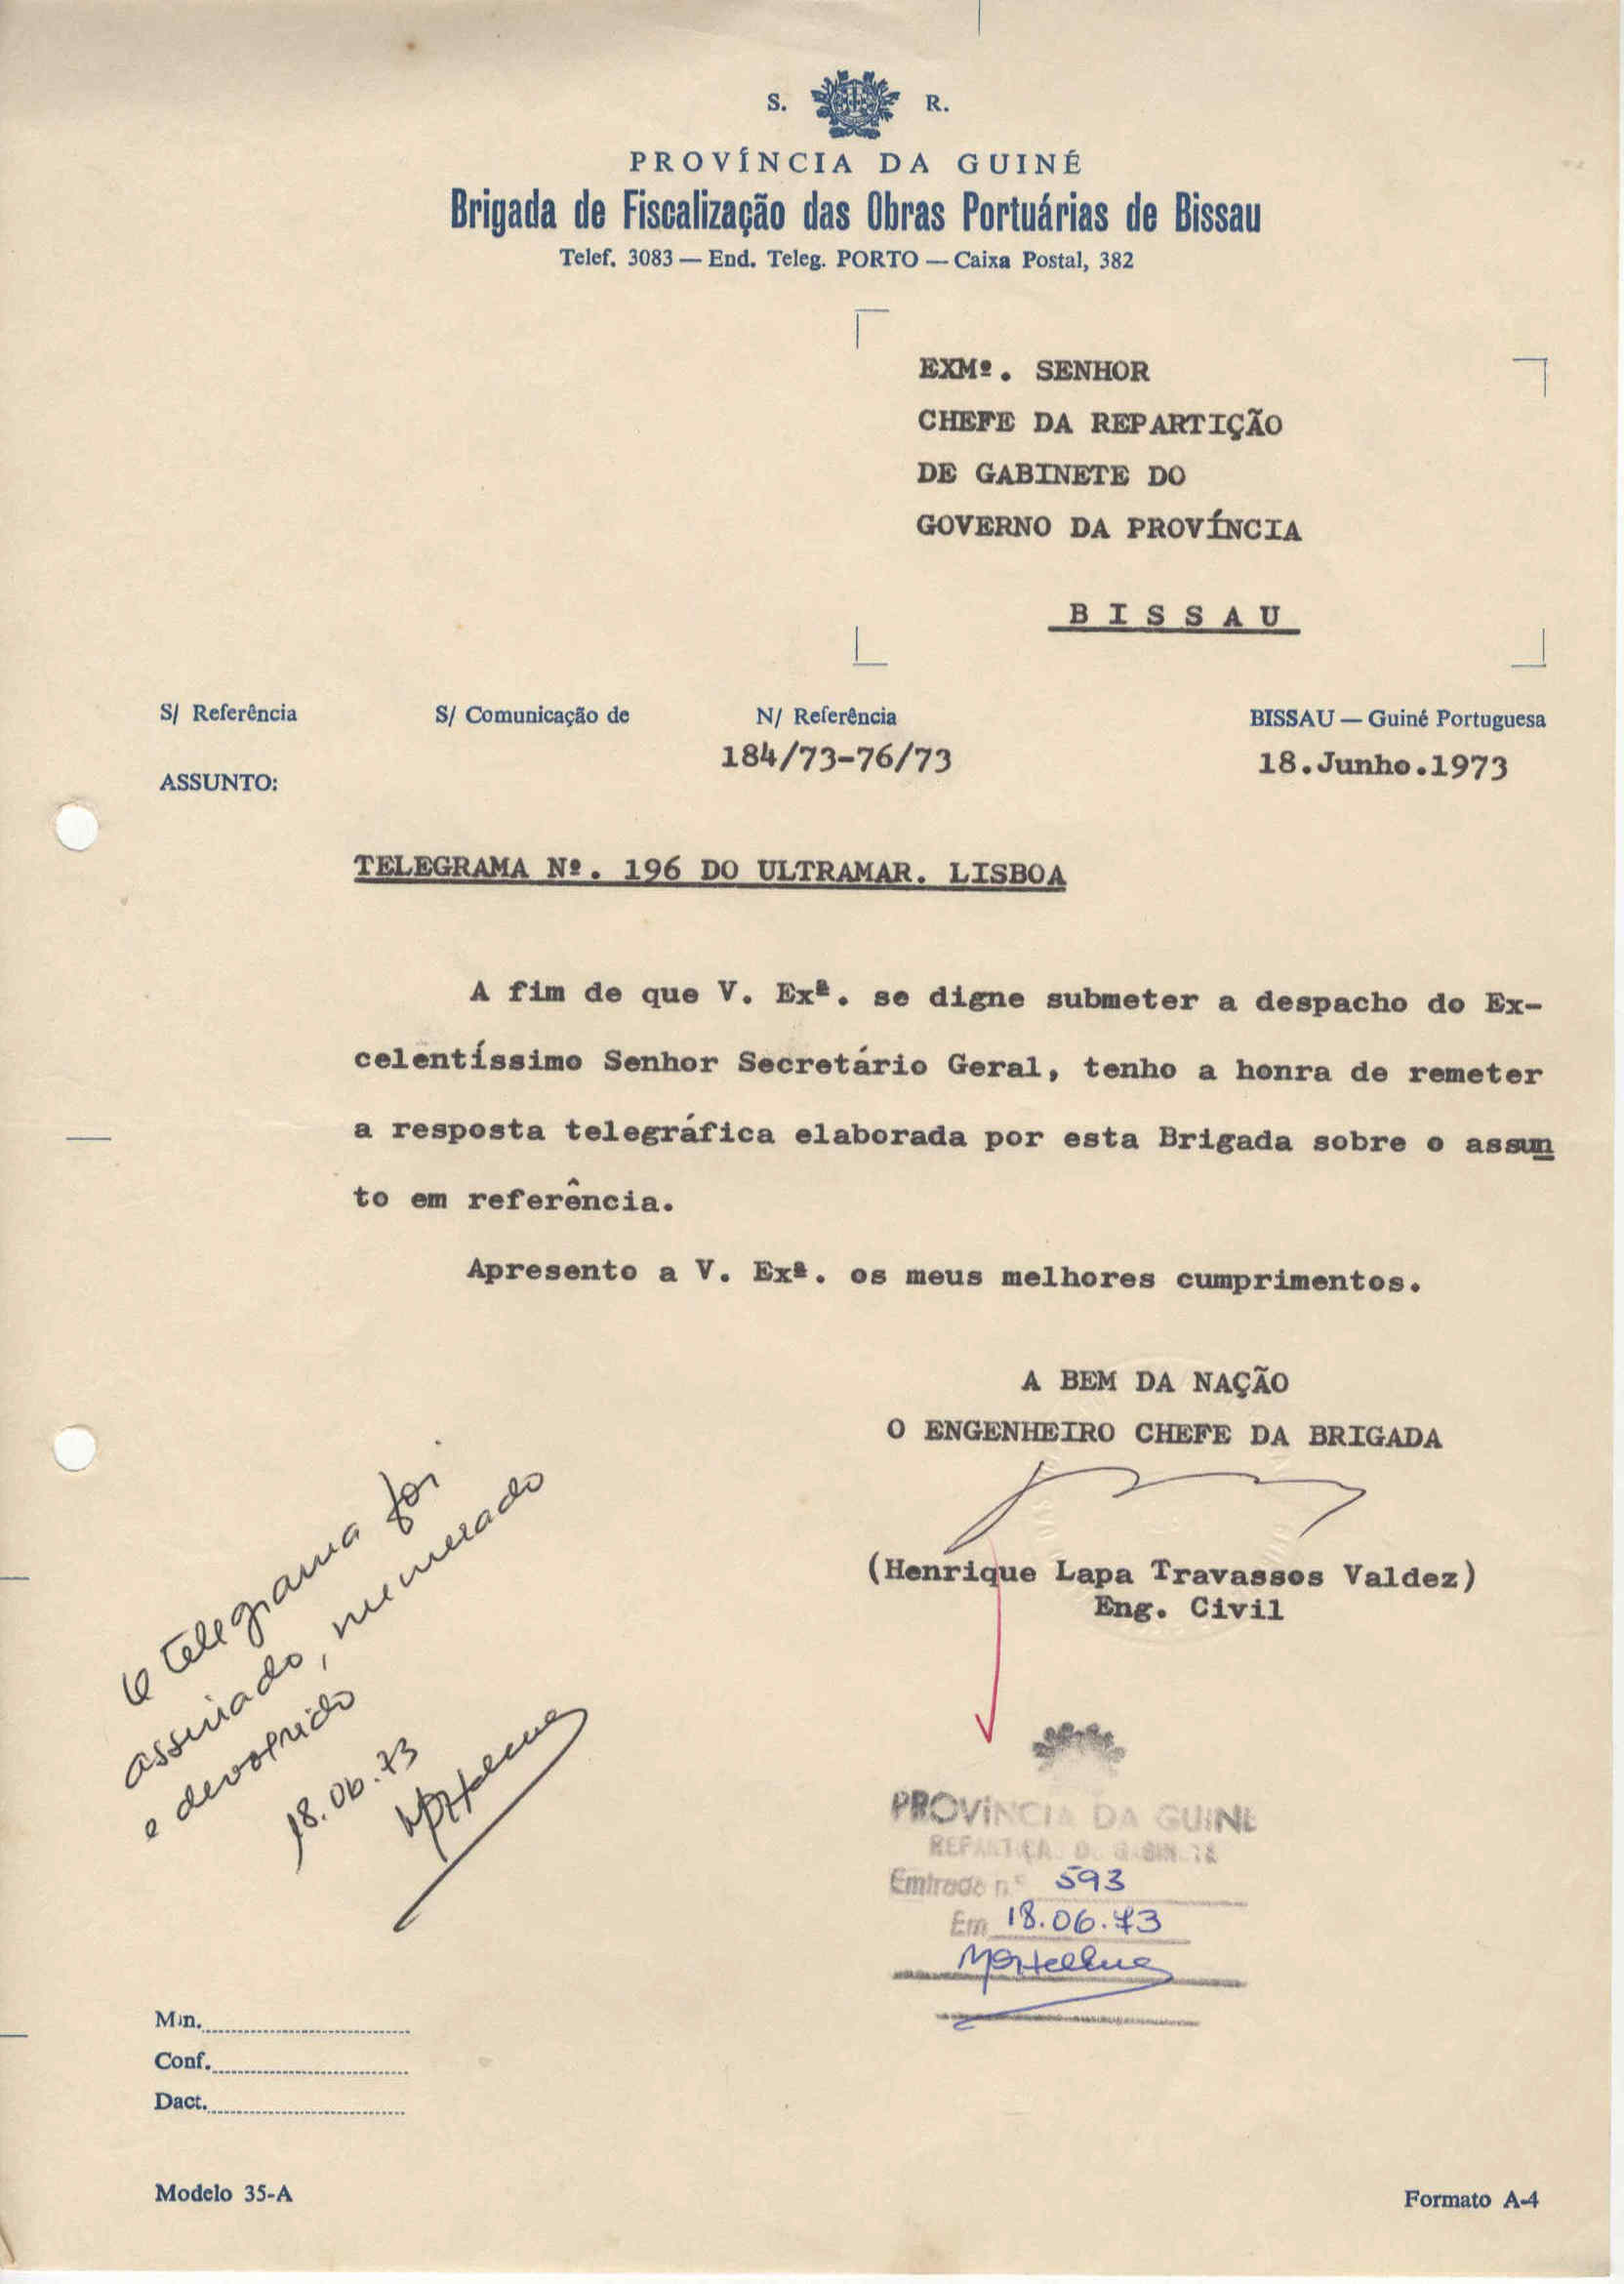 S. R.
PROVÍNCIA DA GUINÉ
Brigada de Fiscalização das Obras Portuárias de Bissau
Telef. 3083 — End. Teleg. PORTO — Caixa Postal, 382
EXMº. SENHOR
CHEFE DA REPARTIÇÃO
DE GABINETE DO
GOVERNO DA PROVÍNCIA
BISSAU
S/ Referência S/ Comunicação de N/ Referência BISSAU — Guiné Portuguesa
184/73-76/73 18.Junho.1973
ASSUNTO:
TELEGRAMA Nº. 196 DO ULTRAMAR. LISBOA
A fim de que V. Exª. se digne submeter a despacho do Ex-
celentíssimo Senhor Secretário Geral, tenho a honra de remeter
a resposta telegráfica elaborada por esta Brigada sobre o assun
to em referência.
Apresento a V. Exª. os meus melhores cumprimentos.
A BEM DA NAÇÃO
O ENGENHEIRO CHEFE DA BRIGADA
(Henrique Lapa Travassos Valdez)
Eng. Civil
O telegrama foi
assinado, numerado
e devolvido
18.06.73
PROVÍNCIA DA GUINÉ
REPARTIÇÃO DE GABINETE
Entrada n.º 593
Em 18.06.73
Min.
Conf.
Dact.
Modelo 35-A Formato A-4